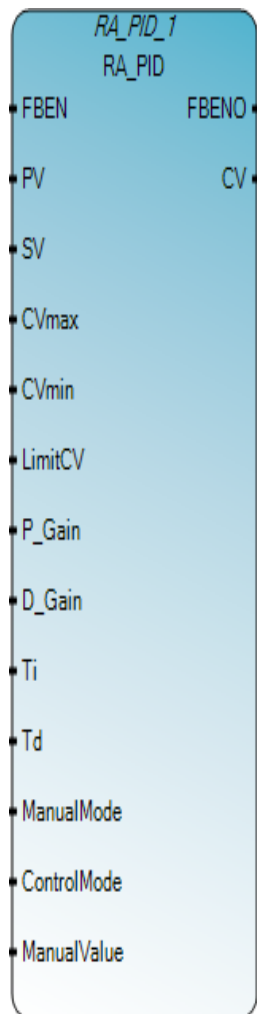 RA_PID_1
RA_PID
FBEN FBENO
PV CV
SV
CVmax
CVmin
LimitCV
P_Gain
D_Gain
Ti
Td
ManualMode
ControlMode
ManualValue